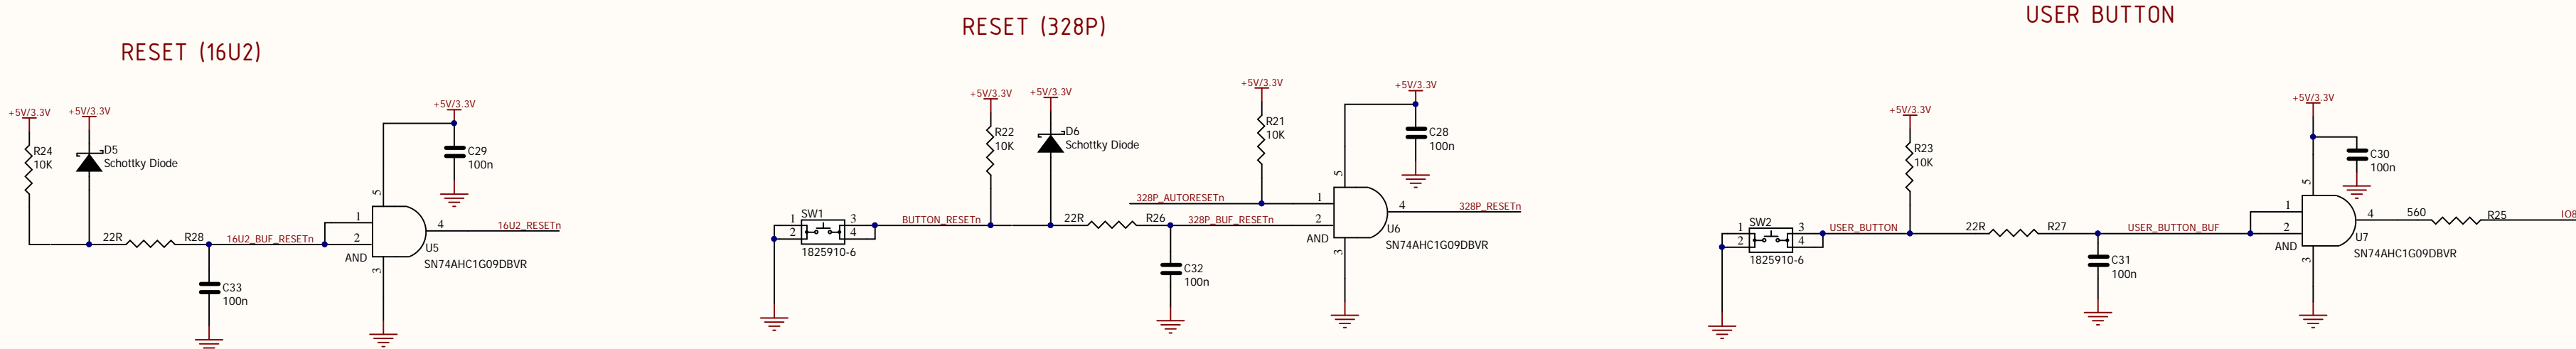 RESET (16U2)
+5V/3.3V
+5V/3.3V
+5V/3.3V
R24
10K
D5
Schottky Diode
C29
100n
5
1
2
4
3
22R
R28
16U2_BUF_RESETn
AND
U5
SN74AHC1G09DBVR
16U2_RESETn
C33
100n
RESET (328P)
+5V/3.3V
+5V/3.3V
+5V/3.3V
+5V/3.3V
R22
10K
D6
Schottky Diode
R21
10K
C28
100n
5
328P_AUTORESETn
1
2
4
3
328P_RESETn
SW1
1
2
3
4
1825910-6
BUTTON_RESETn
22R
R26
328P_BUF_RESETn
AND
U6
SN74AHC1G09DBVR
C32
100n
USER BUTTON
+5V/3.3V
+5V/3.3V
R23
10K
C30
100n
5
SW2
1
2
3
4
1825910-6
USER_BUTTON
22R
R27
USER_BUTTON_BUF
1
2
4
3
AND
U7
SN74AHC1G09DBVR
560
R25
C31
100n